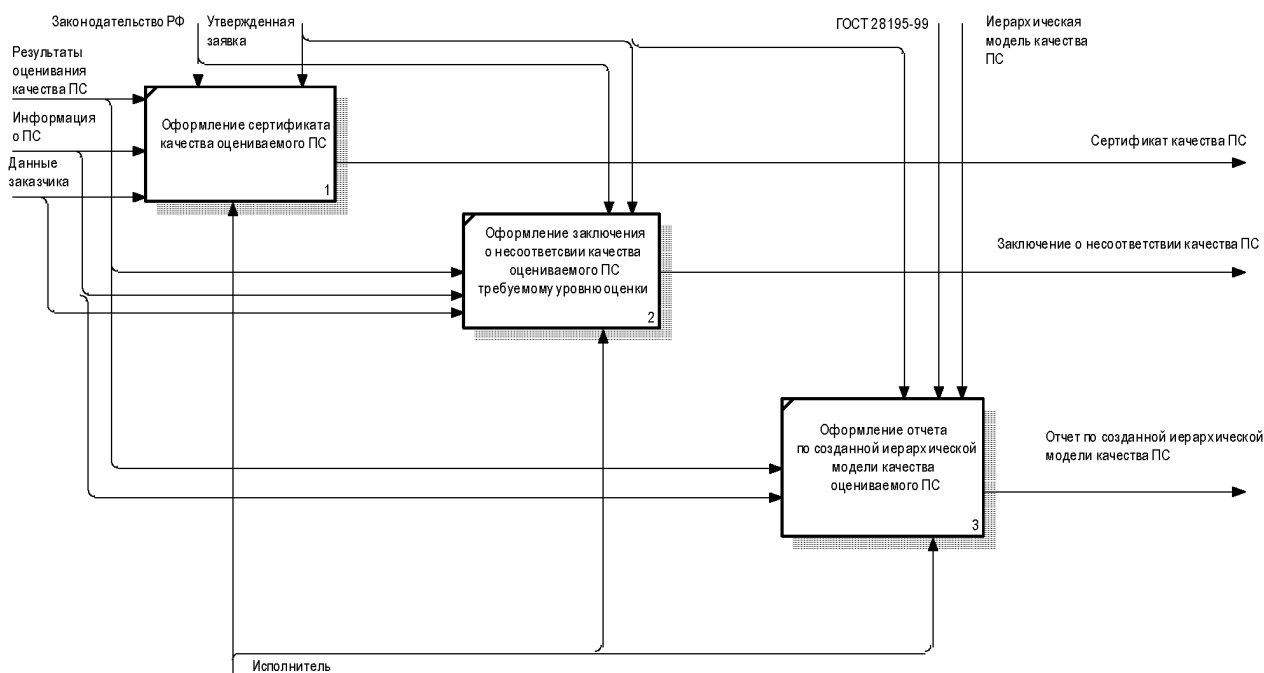 Законодательство РФ
Утвержденная
заявка
ГОСТ 28195-99
Иерархическая
модель качества
ПС
Результаты
оценивания
качества ПС
Информация
о ПС
Данные
заказчика
Оформление сертификата
качества оцениваемого ПС
1
Сертификат качества ПС
Оформление заключения
о несоответсвии качества
оцениваемого ПС
требуемому уровню оценки
2
Заключение о несоответствии качества ПС
Оформление отчета
по созданной иерархической
модели качества
оцениваемого ПС
3
Отчет по созданной иерархической
модели качества ПС
Исполнитель